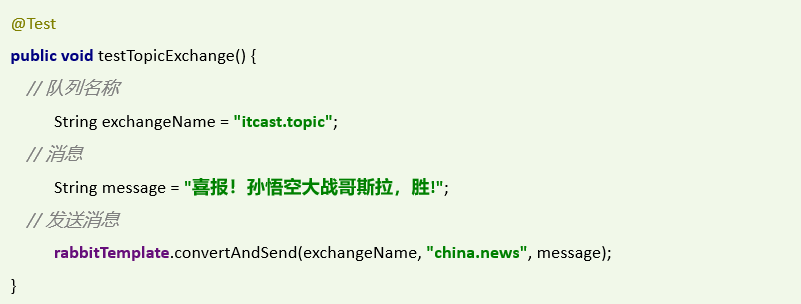 @Test
public void testTopicExchange() {
// 队列名称
String exchangeName = "itcast.topic";
// 消息
String message = "喜报！孙悟空大战哥斯拉，胜!";
// 发送消息
rabbitTemplate.convertAndSend(exchangeName, "china.news", message);
}